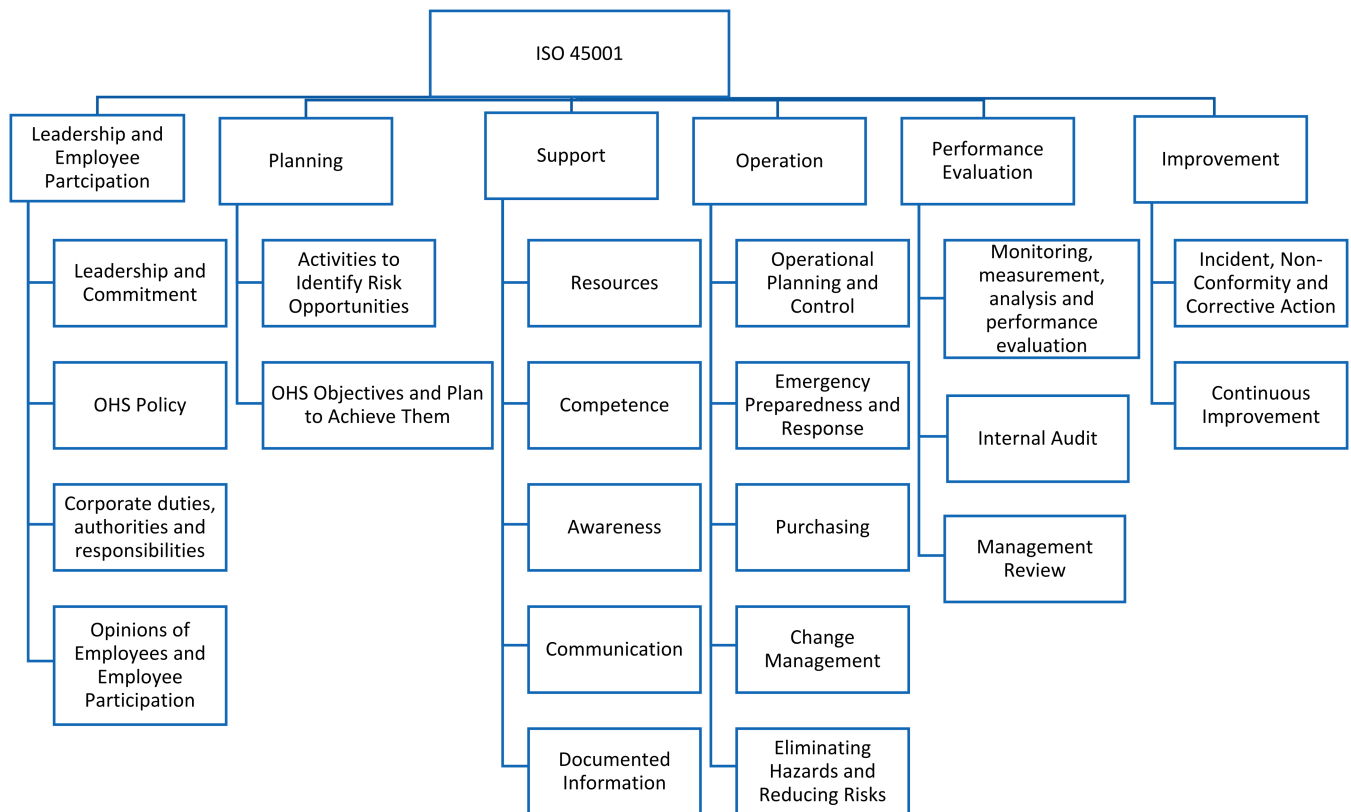 ISO 45001
Leadership and
Employee
Partcipation
Leadership and
Commitment
OHS Policy
Corporate duties,
authorities and
responsibilities
Opinions of
Employees and
Employee
Participation
Planning
Activities to
Identify Risk
Opportunities
OHS Objectives and Plan
to Achieve Them
Support
Resources
Competence
Awareness
Communication
Documented
Information
Operation
Operational
Planning and
Control
Emergency
Preparedness and
Response
Purchasing
Change
Management
Eliminating
Hazards and
Reducing Risks
Performance
Evaluation
Monitoring,
measurement,
analysis and
performance
evaluation
Internal Audit
Management
Review
Improvement
Incident, Non-
Conformity and
Corrective Action
Continuous
Improvement